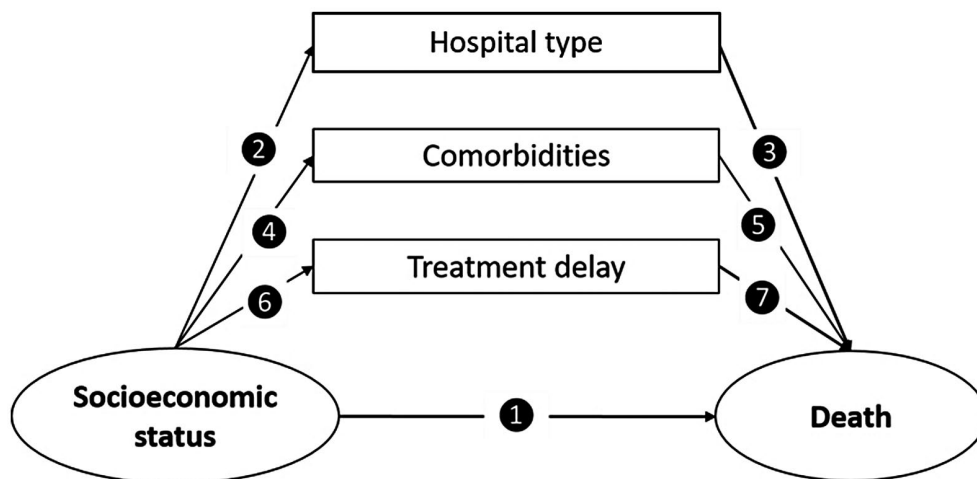 Hospital type
2
3
Comorbidities
4
5
Treatment delay
6
7
Socioeconomic
status
1
Death